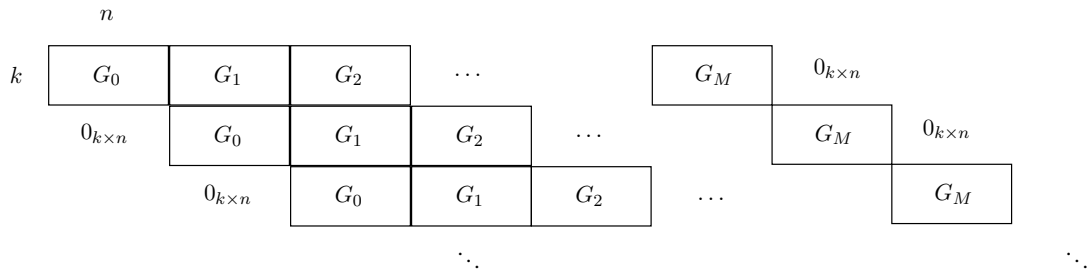 n
k G_0 G_1 G_2 ⋯ G_M 0_{k×n}
0_{k×n} G_0 G_1 G_2 ⋯ G_M 0_{k×n}
0_{k×n} G_0 G_1 G_2 ⋯ G_M
⋱ ⋱